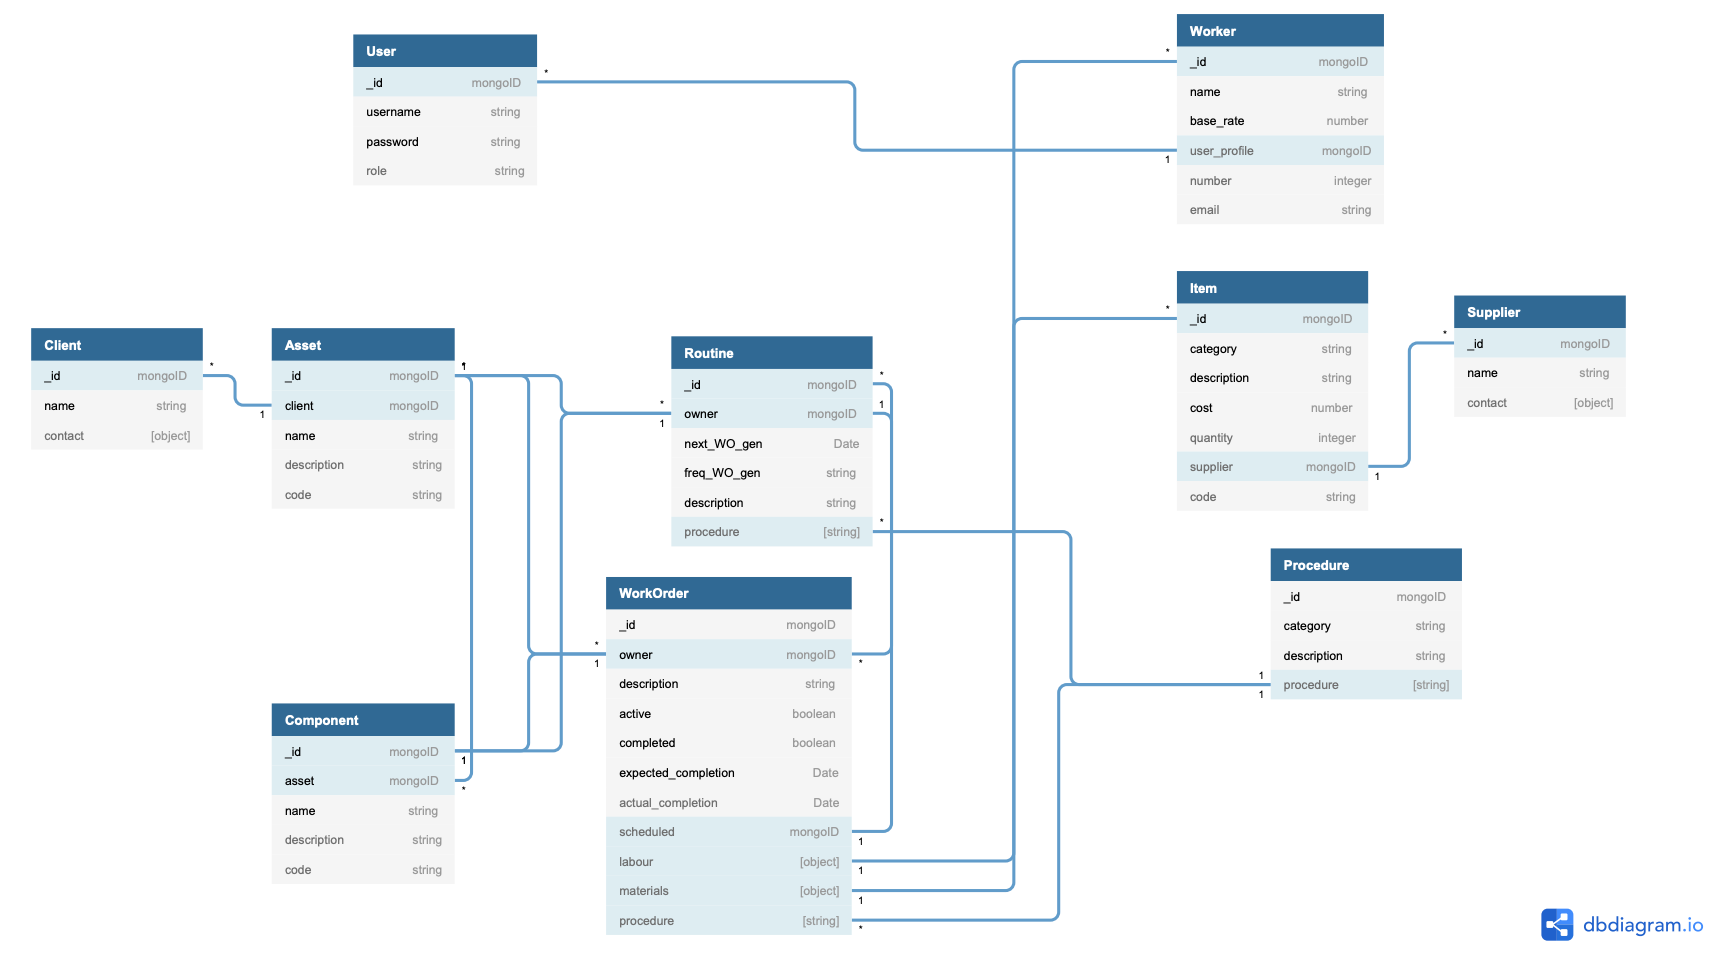 User
_id mongoID
username string
password string
role string
Worker
_id mongoID
name string
base_rate number
user_profile mongoID
number integer
email string
Client
_id mongoID
name string
contact [object]
Asset
_id mongoID
client mongoID
name string
description string
code string
Routine
_id mongoID
owner mongoID
next_WO_gen Date
freq_WO_gen string
description string
procedure [string]
Item
_id mongoID
category string
description string
cost number
quantity integer
supplier mongoID
code string
Supplier
_id mongoID
name string
contact [object]
WorkOrder
_id mongoID
owner mongoID
description string
active boolean
completed boolean
expected_completion Date
actual_completion Date
scheduled mongoID
labour [object]
materials [object]
procedure [string]
Procedure
_id mongoID
category string
description string
procedure [string]
Component
_id mongoID
asset mongoID
name string
description string
code string
*
1
*
*
*
1
1
*
1
*
1
*
1
*
1
*
1
*
1
1
1
*
1
1
1
*
dbdiagram.io